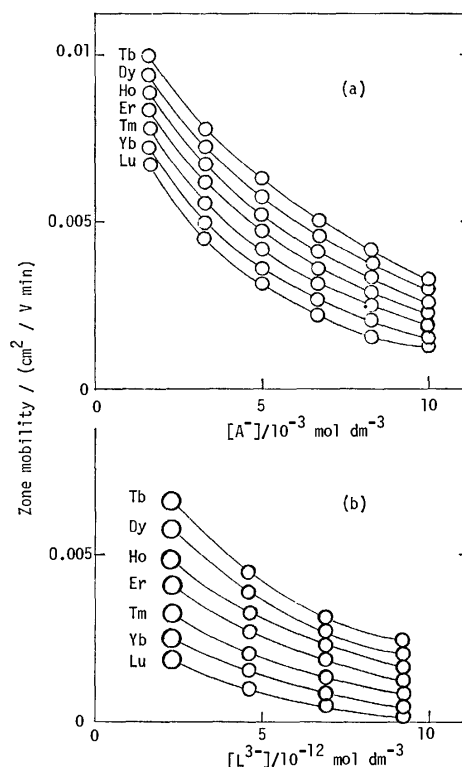 0.01
Tb
Dy
Ho
Er
Tm
Yb
Lu
(a)
0.005
0
0
5
10
[A⁻]/10⁻³ mol dm⁻³
Zone mobility / (cm² / V min)
Tb
Dy
Ho
Er
Tm
Yb
Lu
(b)
0.005
0
0
5
10
[L³⁻]/10⁻¹² mol dm⁻³